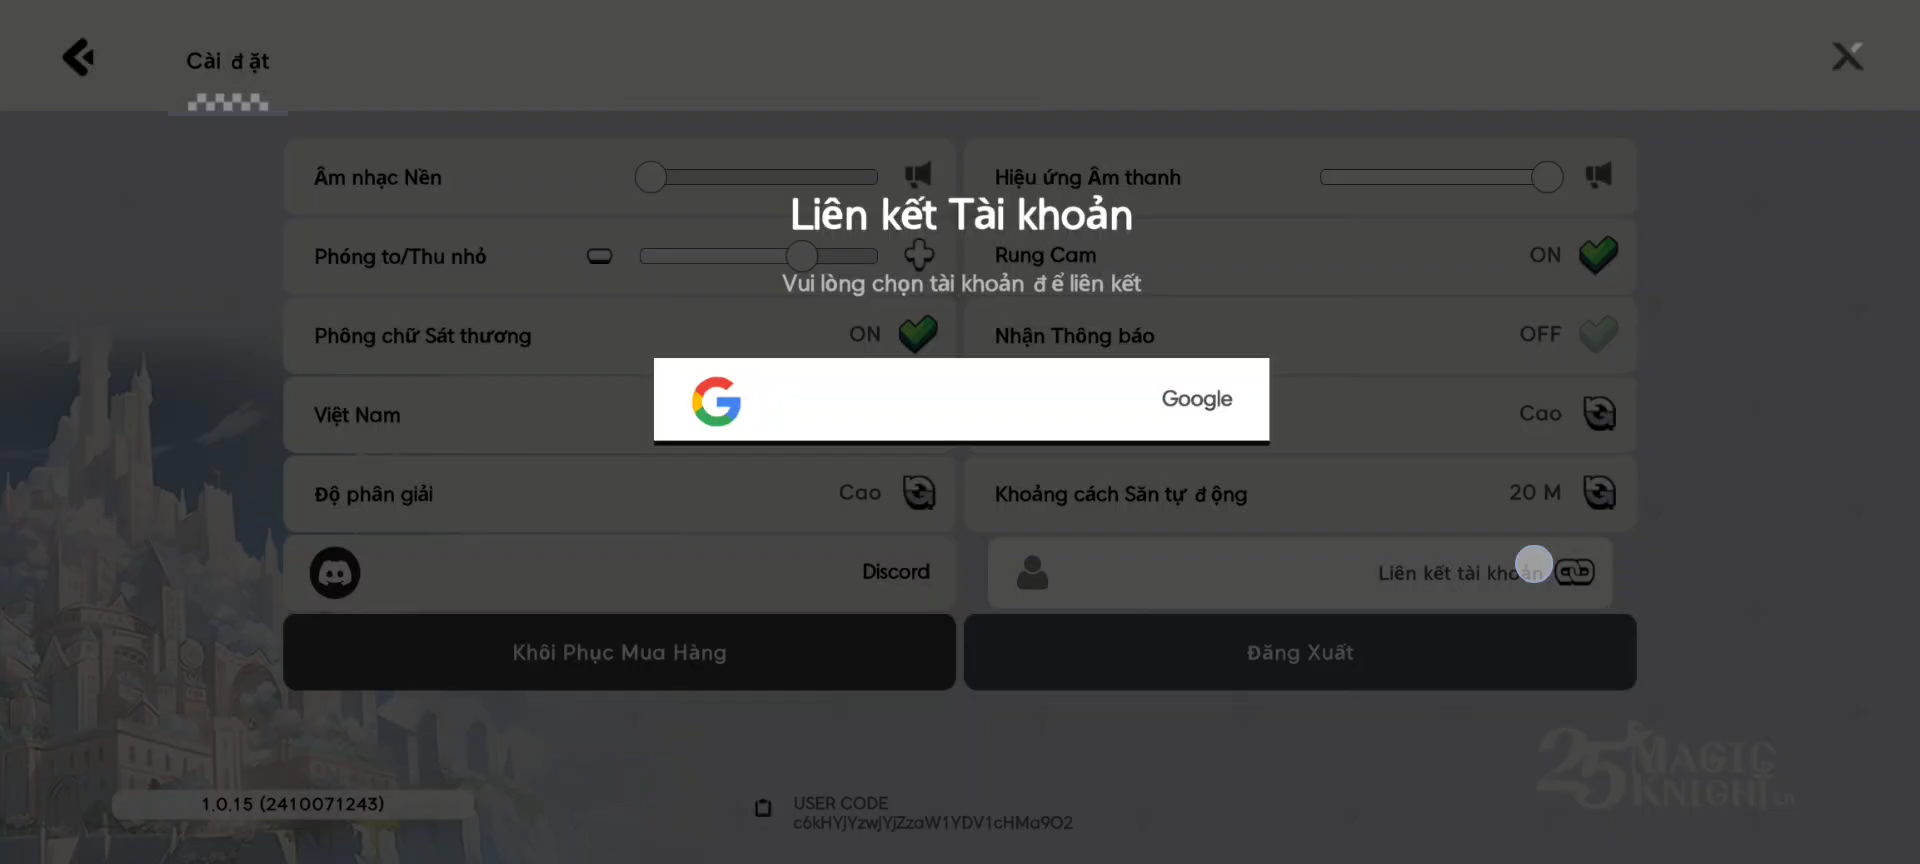 Cài đặt
Âm nhạc Nền
Hiệu ứng Âm thanh
Liên kết Tài khoản
Phóng to/Thu nhỏ
Rung Cam
ON
Vui lòng chọn tài khoản để liên kết
Phông chữ Sát thương
ON
Nhận Thông báo
OFF
Google
Việt Nam
Cao
Độ phân giải
Cao
Khoảng cách Săn tự động
20 M
Discord
Liên kết tài khoản
Khôi Phục Mua Hàng
Đăng Xuất
25 MAGIC
KNIGHT
1.0.15 (2410071243)
USER CODE
c6kHYjYzwjYjZzaW1YDV1cHMa9O2